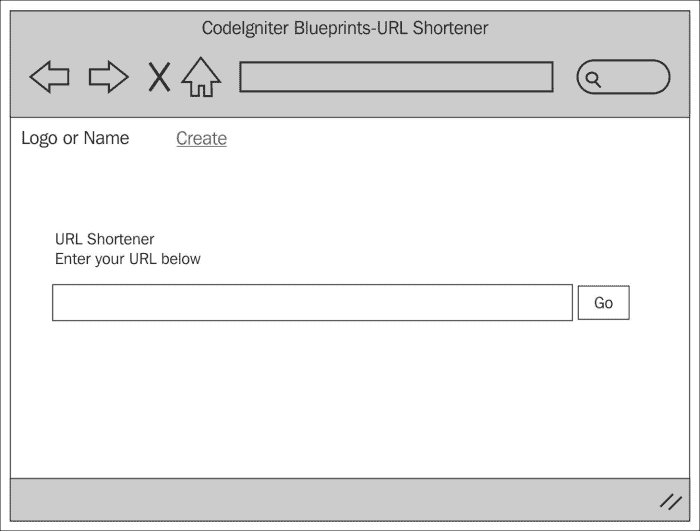 CodeIgniter Blueprints-URL Shortener
Logo or Name Create
URL Shortener
Enter your URL below
Go